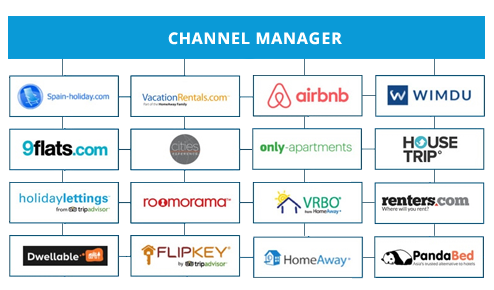 CHANNEL MANAGER
Spain-holiday.com
VacationRentals.com
Part of the HomeAway Family
airbnb
W WIMDU
9flats.com
cities
only-apartments
HOUSE
TRIP
holidaylettings
from tripadvisor
roomorama
VRBO
from HomeAway
renters.com
Where will you rent?
Dwellable
FLIPKEY
by tripadvisor
HomeAway
PandaBed
Asia's trusted alternative to hotels